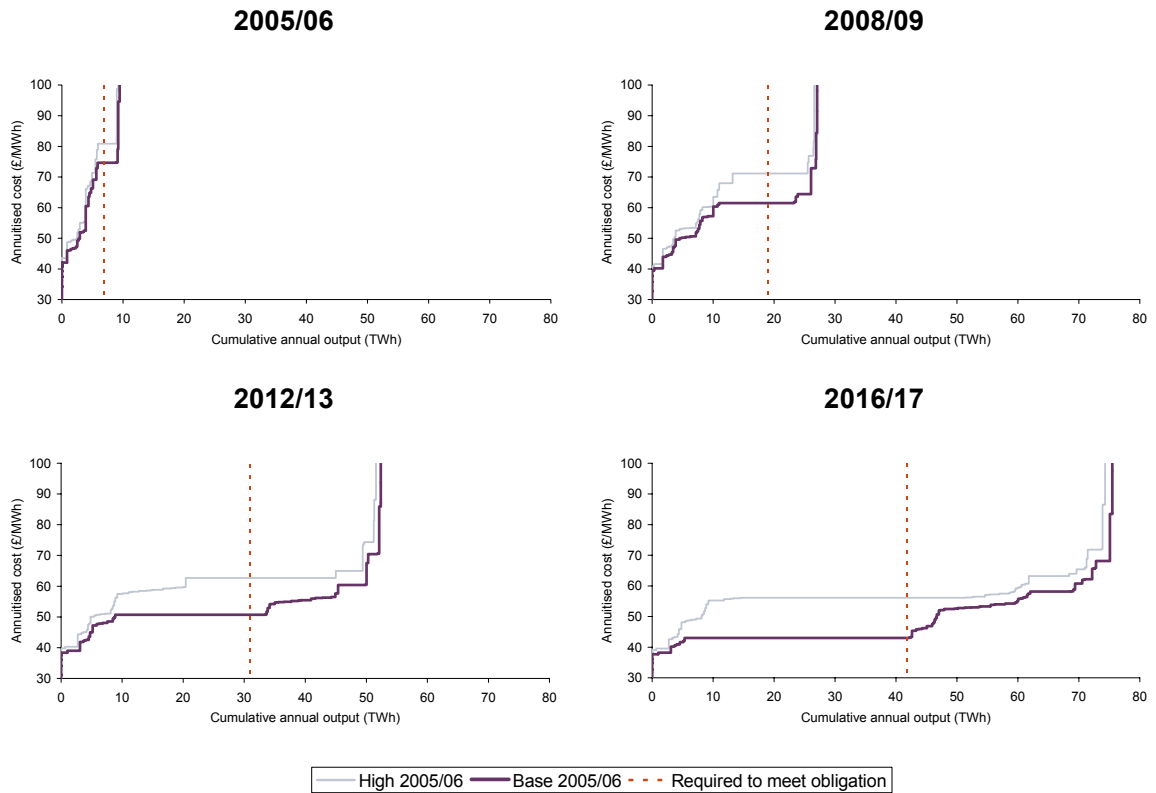 2005/06
2008/09
100
90
80
70
60
50
40
30
Annuitised cost (£/MWh)
0 10 20 30 40 50 60 70 80
Cumulative annual output (TWh)
100
90
80
70
60
50
40
30
Annuitised cost (£/MWh)
0 10 20 30 40 50 60 70 80
Cumulative annual output (TWh)
2012/13
2016/17
100
90
80
70
60
50
40
30
Annuitised cost (£/MWh)
0 10 20 30 40 50 60 70 80
Cumulative annual output (TWh)
100
90
80
70
60
50
40
30
Annuitised cost (£/MWh)
0 10 20 30 40 50 60 70 80
Cumulative annual output (TWh)
High 2005/06 Base 2005/06 Required to meet obligation